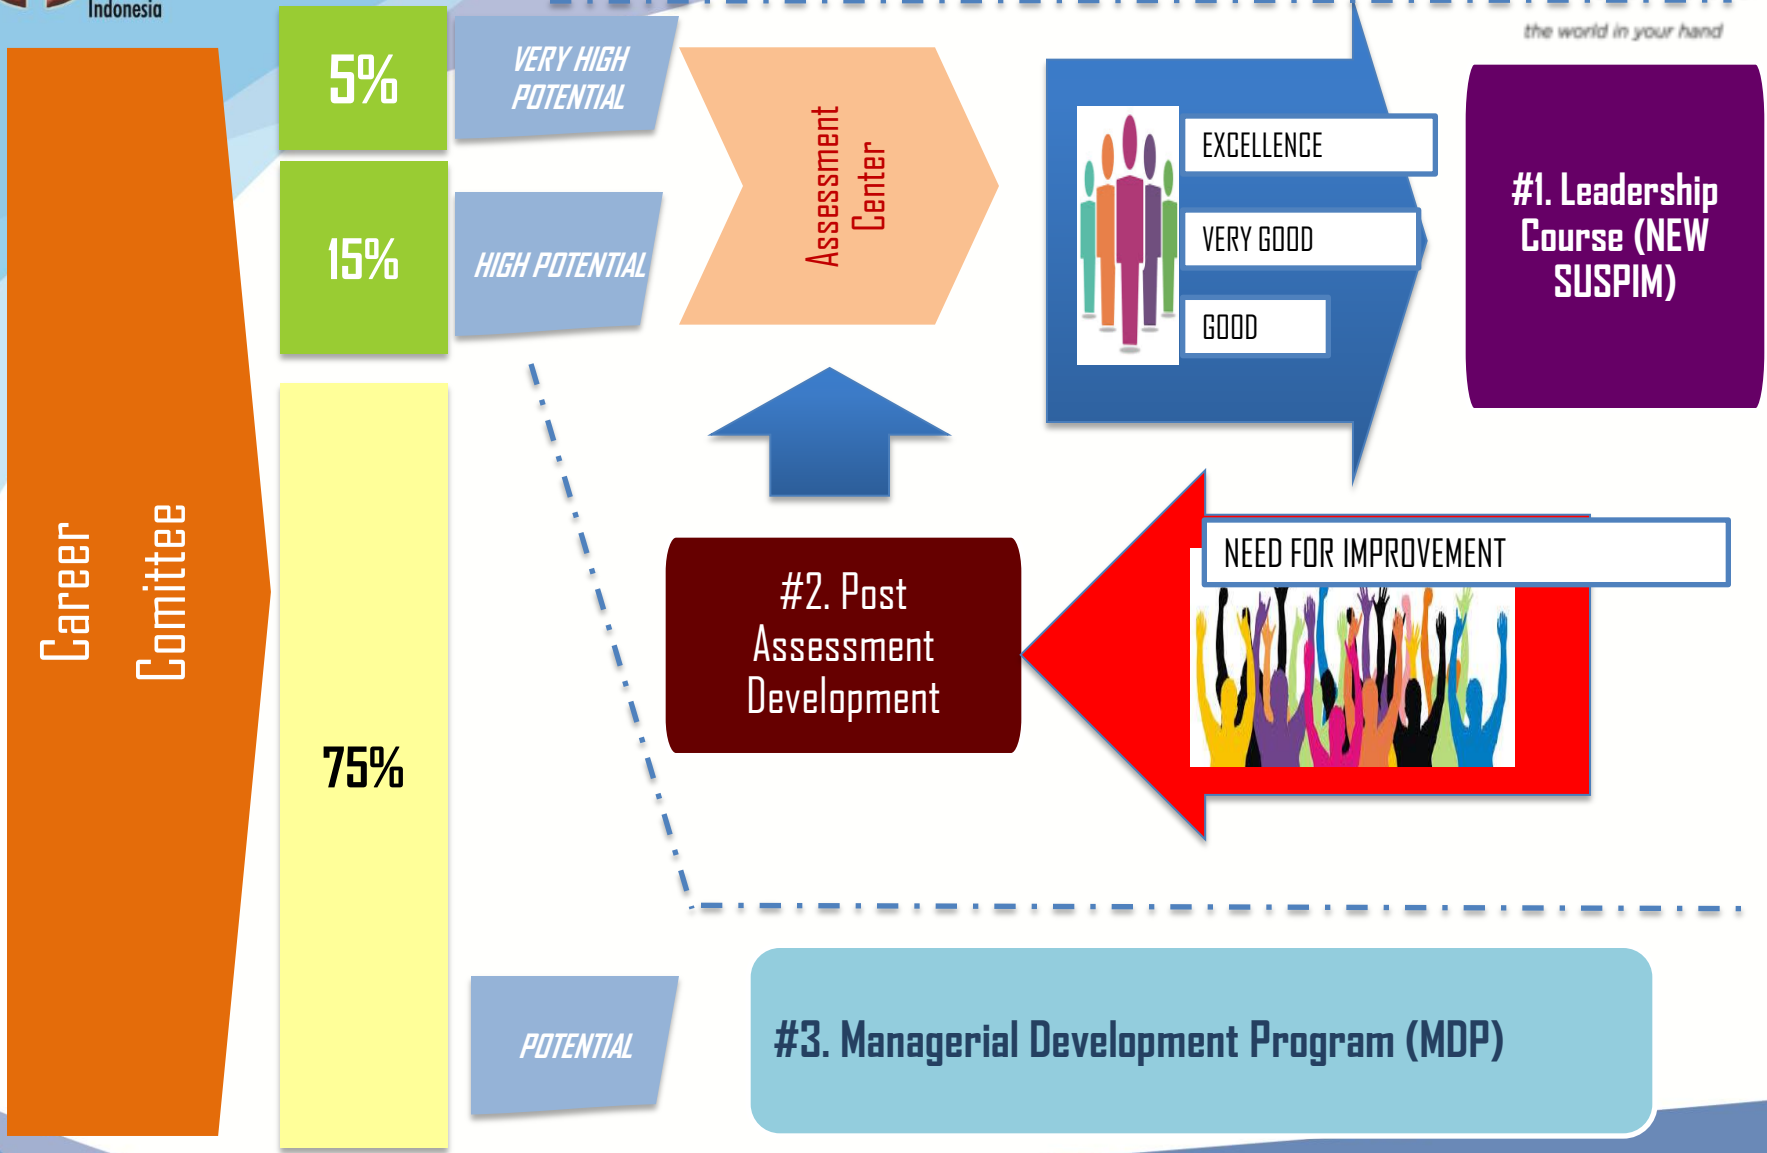 Indonesia
the world in your hand
Career
Comittee
5%
VERY HIGH
POTENTIAL
15%
HIGH POTENTIAL
75%
POTENTIAL
Assessment
Center
EXCELLENCE
VERY GOOD
GOOD
#1. Leadership
Course (NEW
SUSPIM)
NEED FOR IMPROVEMENT
#2. Post
Assessment
Development
#3. Managerial Development Program (MDP)